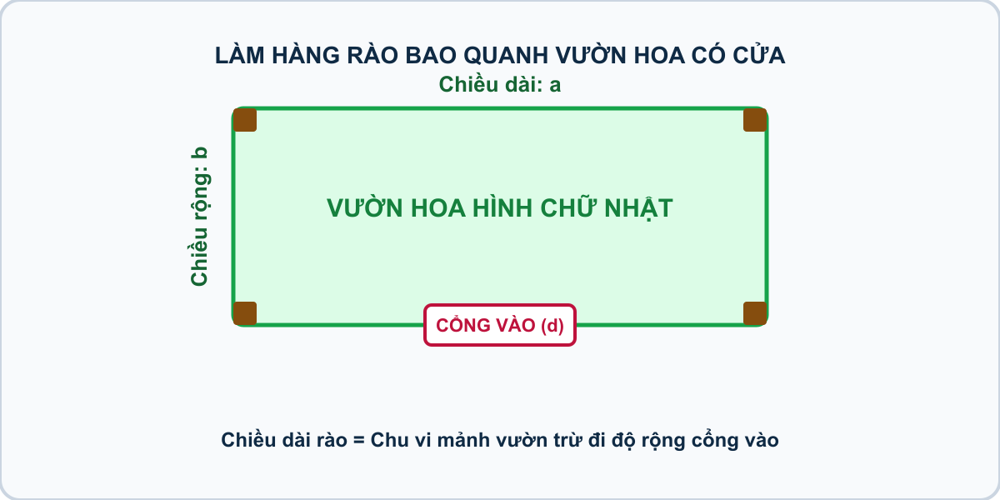 LÀM HÀNG RÀO BAO QUANH VƯỜN HOA CÓ CỬA
Chiều dài: a
Chiều rộng: b
VƯỜN HOA HÌNH CHỮ NHẬT
CỔNG VÀO (d)
Chiều dài rào = Chu vi mảnh vườn trừ đi độ rộng cổng vào